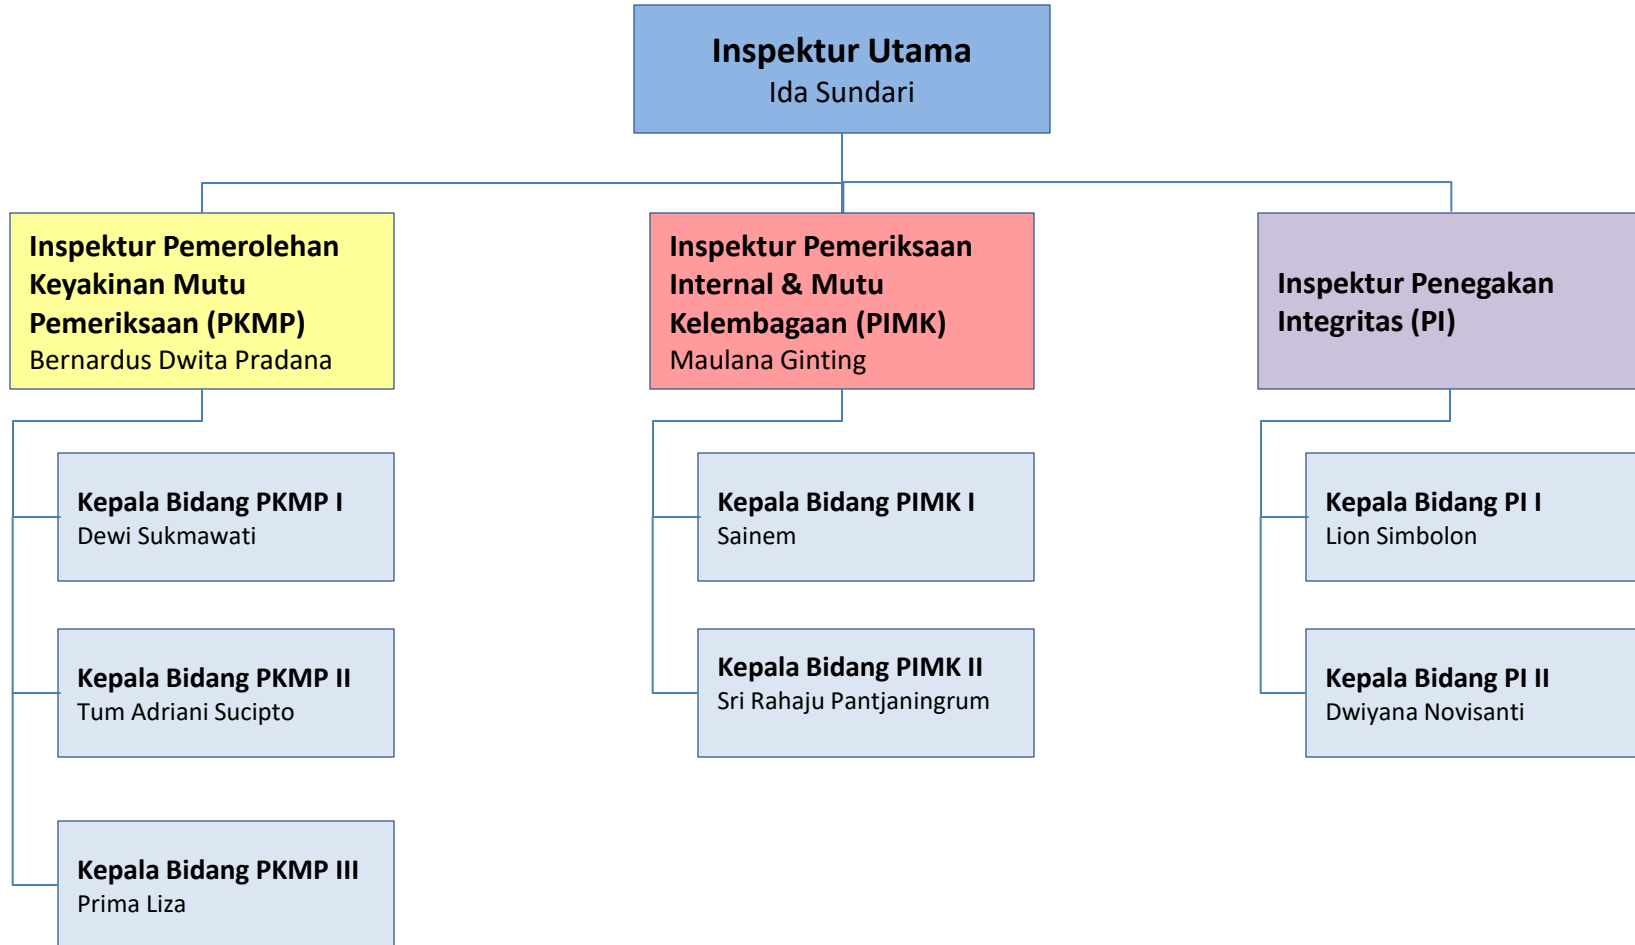 Inspektur Utama
Ida Sundari
Inspektur Pemerolehan
Keyakinan Mutu
Pemeriksaan (PKMP)
Bernardus Dwita Pradana
Inspektur Pemeriksaan
Internal & Mutu
Kelembagaan (PIMK)
Maulana Ginting
Inspektur Penegakan
Integritas (PI)
Kepala Bidang PKMP I
Dewi Sukmawati
Kepala Bidang PIMK I
Sainem
Kepala Bidang PI I
Lion Simbolon
Kepala Bidang PKMP II
Tum Adriani Sucipto
Kepala Bidang PIMK II
Sri Rahaju Pantjaningrum
Kepala Bidang PI II
Dwiyana Novisanti
Kepala Bidang PKMP III
Prima Liza